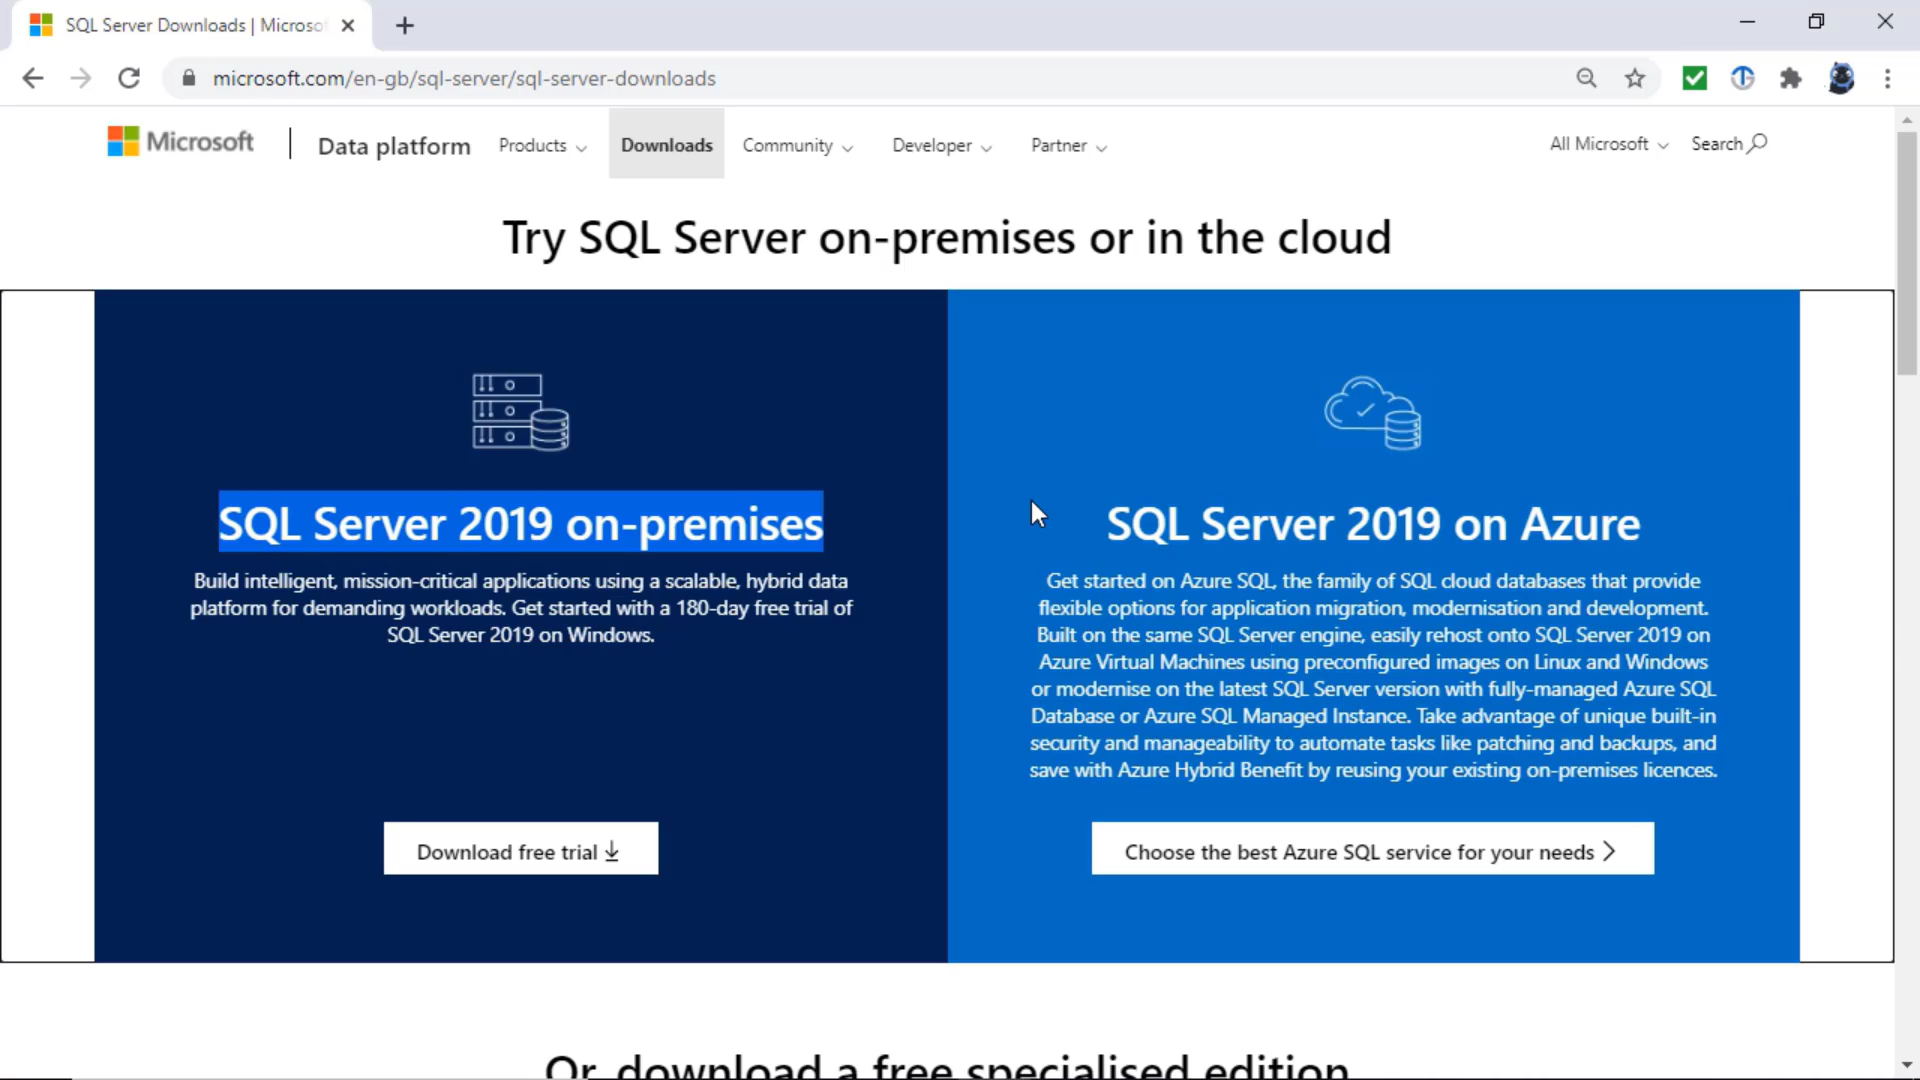 SQL Server Downloads | Microso
microsoft.com/en-gb/sql-server/sql-server-downloads
Microsoft
Data platform
Products
Downloads
Community
Developer
Partner
All Microsoft
Search
Try SQL Server on-premises or in the cloud
SQL Server 2019 on-premises
Build intelligent, mission-critical applications using a scalable, hybrid data
platform for demanding workloads. Get started with a 180-day free trial of
SQL Server 2019 on Windows.
Download free trial
SQL Server 2019 on Azure
Get started on Azure SQL, the family of SQL cloud databases that provide
flexible options for application migration, modernisation and development.
Built on the same SQL Server engine, easily rehost onto SQL Server 2019 on
Azure Virtual Machines using preconfigured images on Linux and Windows
or modernise on the latest SQL Server version with fully-managed Azure SQL
Database or Azure SQL Managed Instance. Take advantage of unique built-in
security and manageability to automate tasks like patching and backups, and
save with Azure Hybrid Benefit by reusing your existing on-premises licences.
Choose the best Azure SQL service for your needs
Or, download a free specialised edition